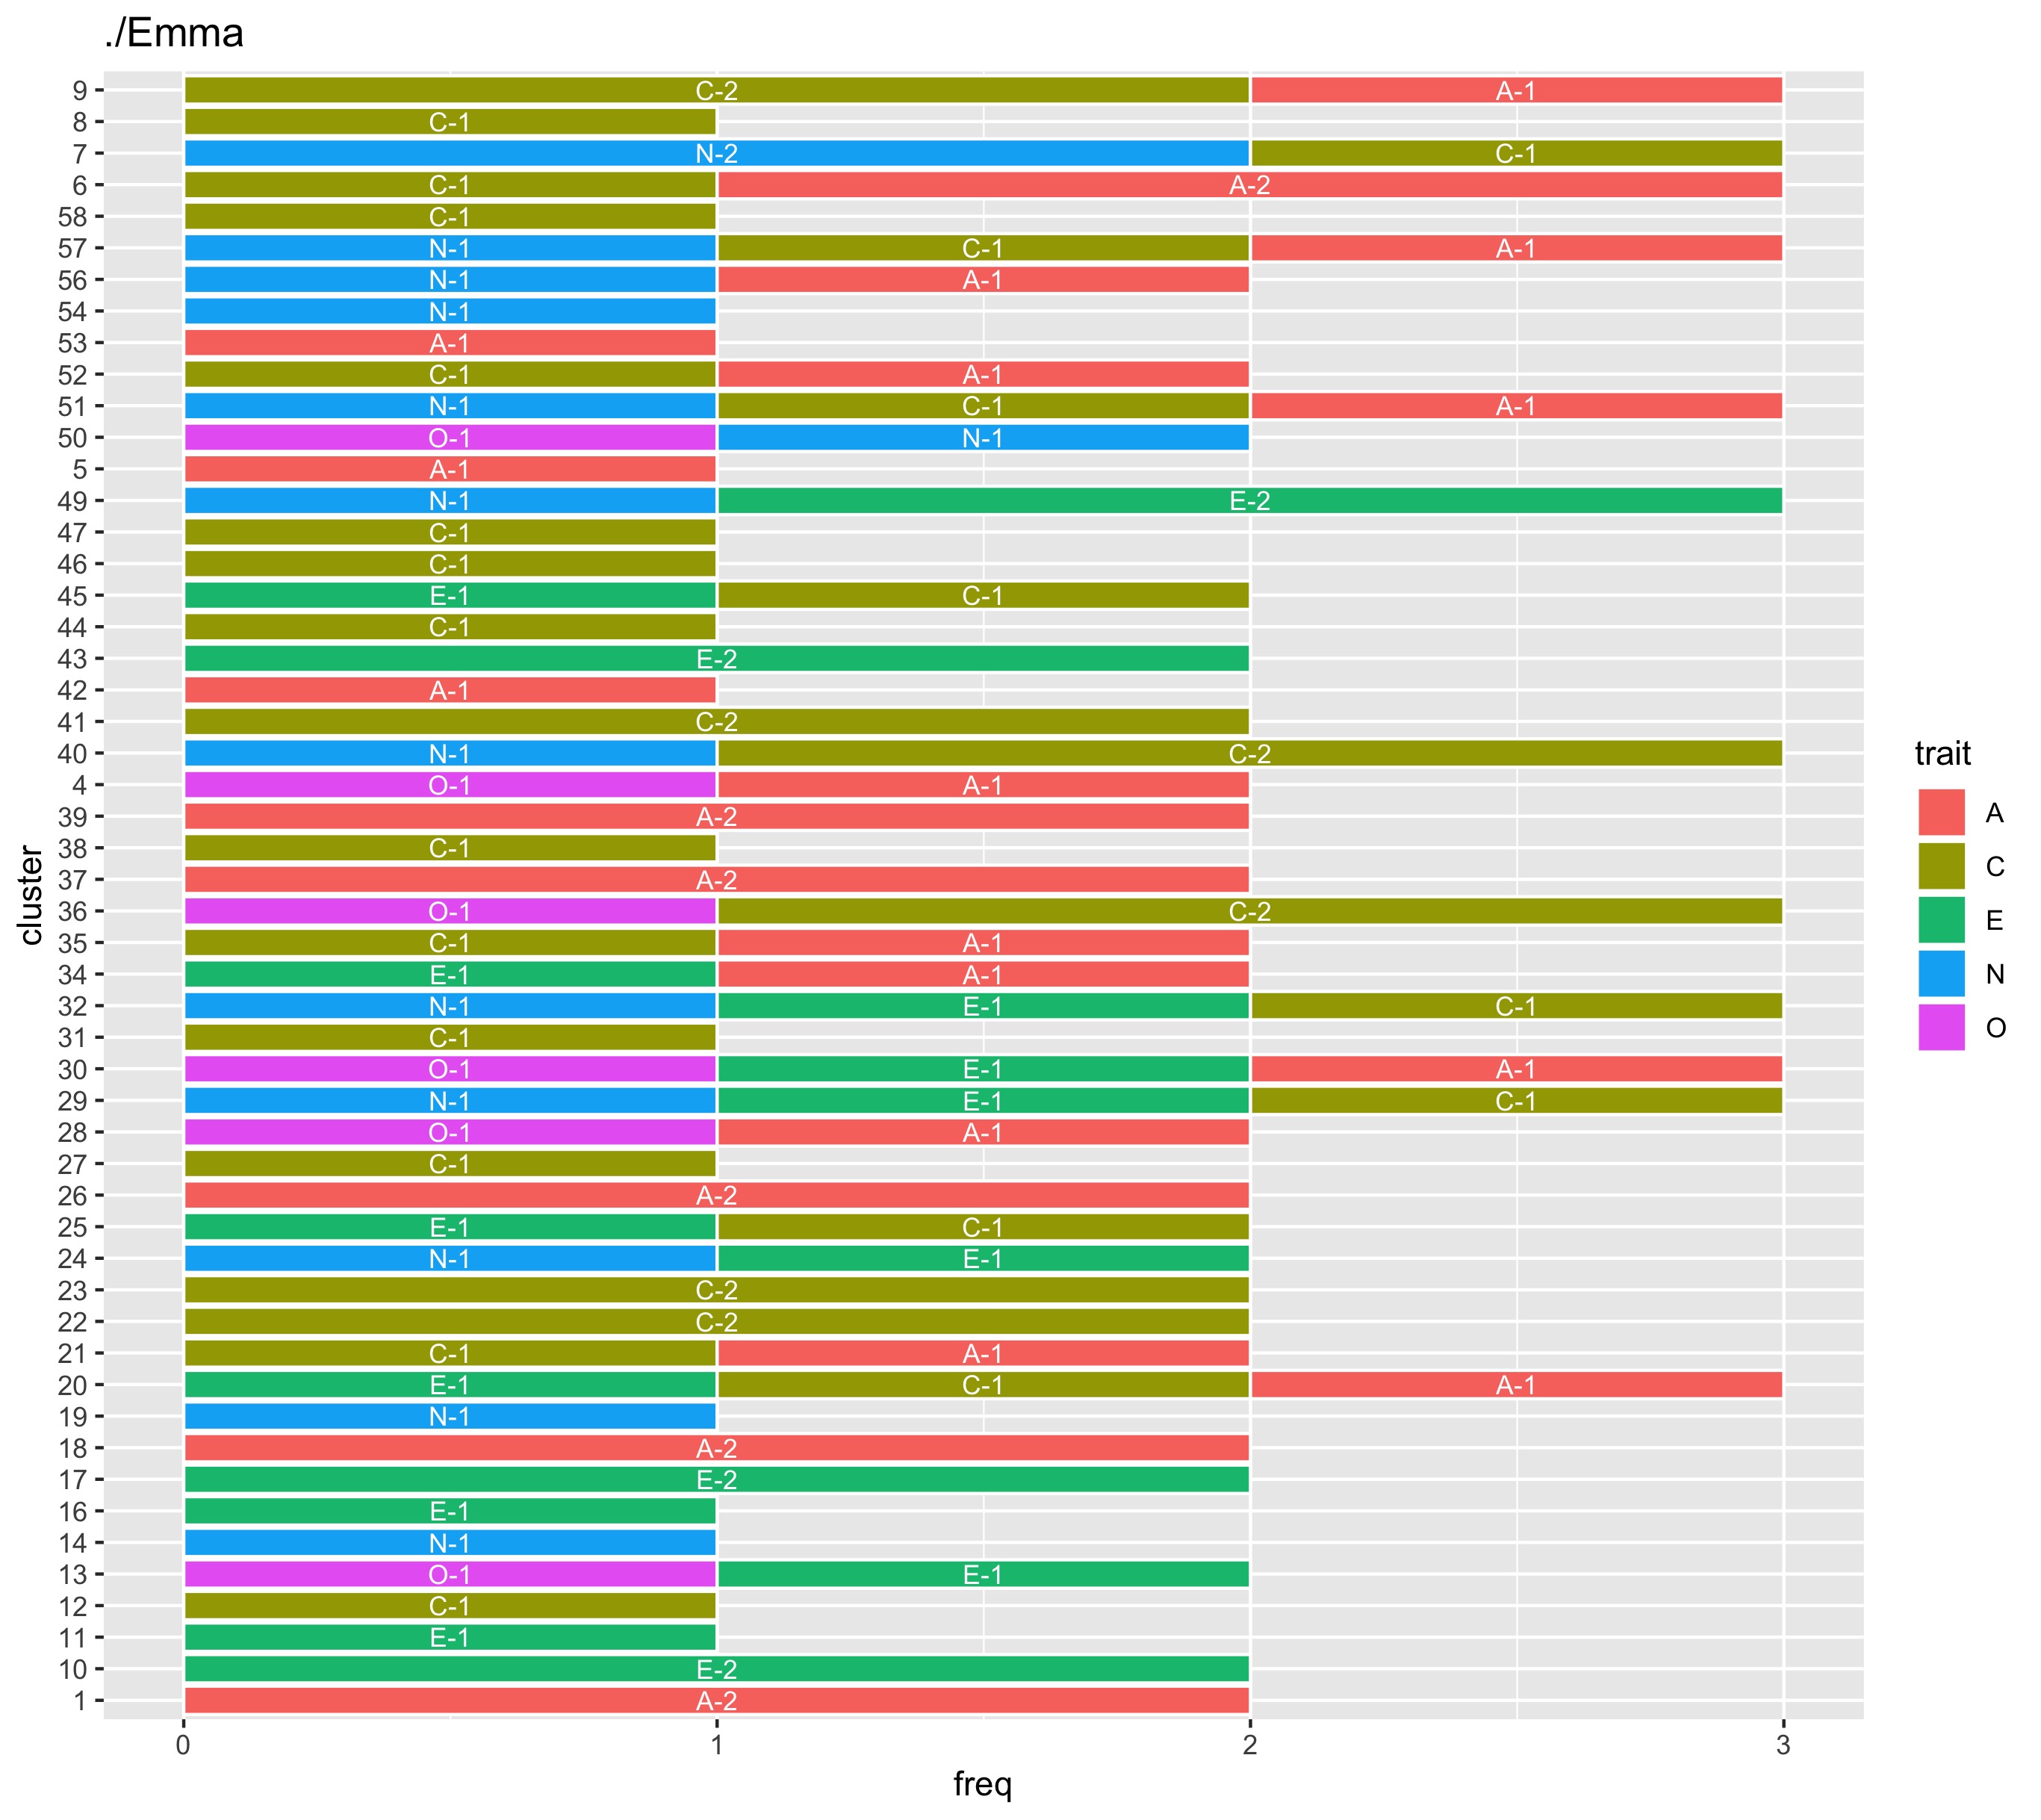 ./Emma
9 C-2 A-1
8 C-1
7 N-2 C-1
6 C-1 A-2
58 C-1
57 N-1 C-1 A-1
56 N-1 A-1
54 N-1
53 A-1
52 C-1 A-1
51 N-1 C-1 A-1
50 O-1 N-1
5 A-1
49 N-1 E-2
47 C-1
46 C-1
45 E-1 C-1
44 C-1
43 E-2
42 A-1
41 C-2
40 N-1 C-2
4 O-1 A-1
39 A-2
38 C-1
37 A-2
36 O-1 C-2
35 C-1 A-1
34 E-1 A-1
32 N-1 E-1 C-1
31 C-1
30 O-1 E-1 A-1
29 N-1 E-1 C-1
28 O-1 A-1
27 C-1
26 A-2
25 E-1 C-1
24 N-1 E-1
23 C-2
22 C-2
21 C-1 A-1
20 E-1 C-1 A-1
19 N-1
18 A-2
17 E-2
16 E-1
14 N-1
13 O-1 E-1
12 C-1
11 E-1
10 E-2
1 A-2
0 1 2 3
freq
cluster
trait
A
C
E
N
O